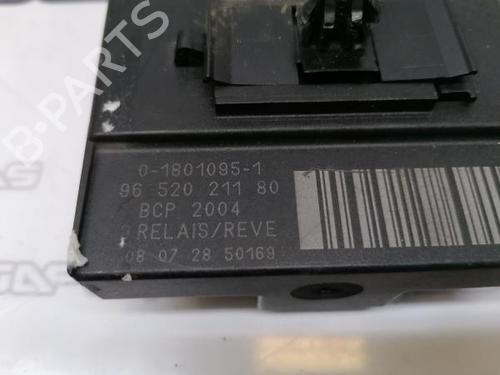 B-PARTS
0-1801095-1
96 520 211 80
BCP 2004
RELAIS/REVE
08 07 28 50169